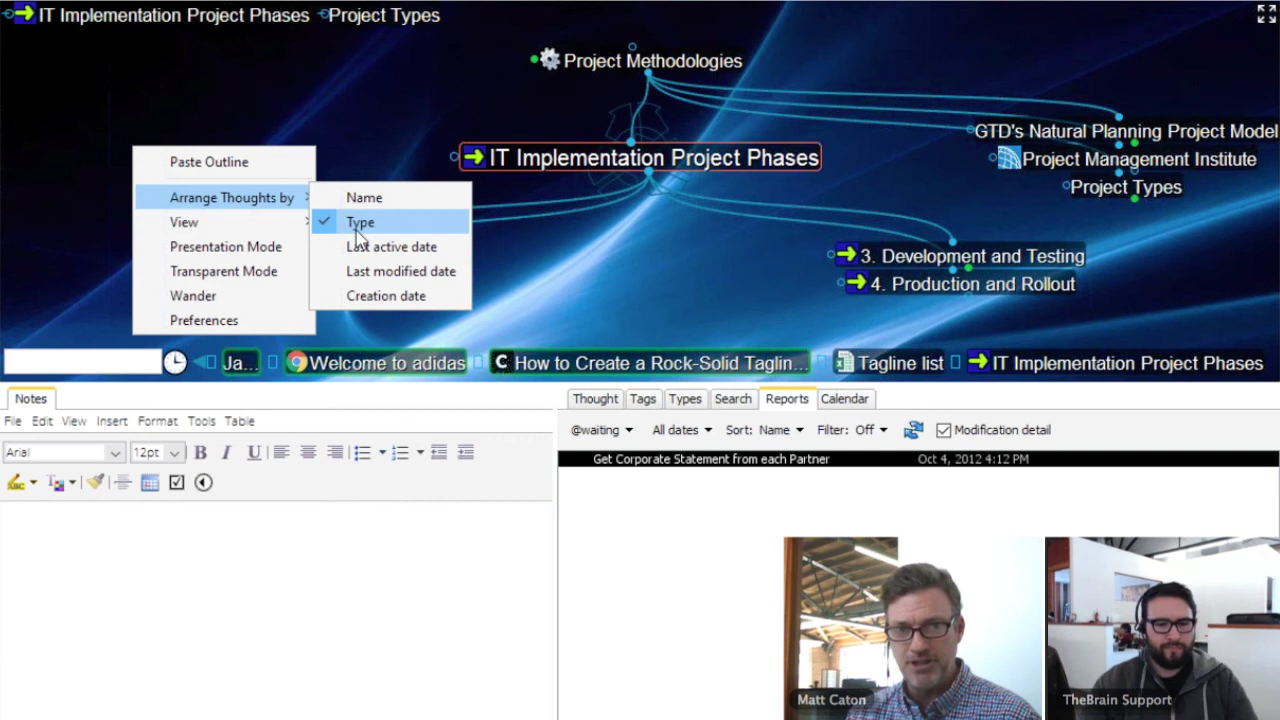 IT Implementation Project Phases
Project Types
Project Methodologies
GTD's Natural Planning Project Model
IT Implementation Project Phases
Project Management Institute
Project Types
Paste Outline
Arrange Thoughts by
View
Presentation Mode
Transparent Mode
Wander
Preferences
Name
Type
Last active date
Last modified date
Creation date
3. Development and Testing
4. Production and Rollout
Ja...
Welcome to adidas
How to Create a Rock-Solid Taglin...
Tagline list
IT Implementation Project Phases
Notes
File Edit View Insert Format Tools Table
Arial 12pt B I U
ABC T
Thought Tags Types Search Reports Calendar
@waiting All dates Sort: Name Filter: Off Modification detail
Get Corporate Statement from each Partner Oct 4, 2012 4:12 PM
Matt Caton
TheBrain Support